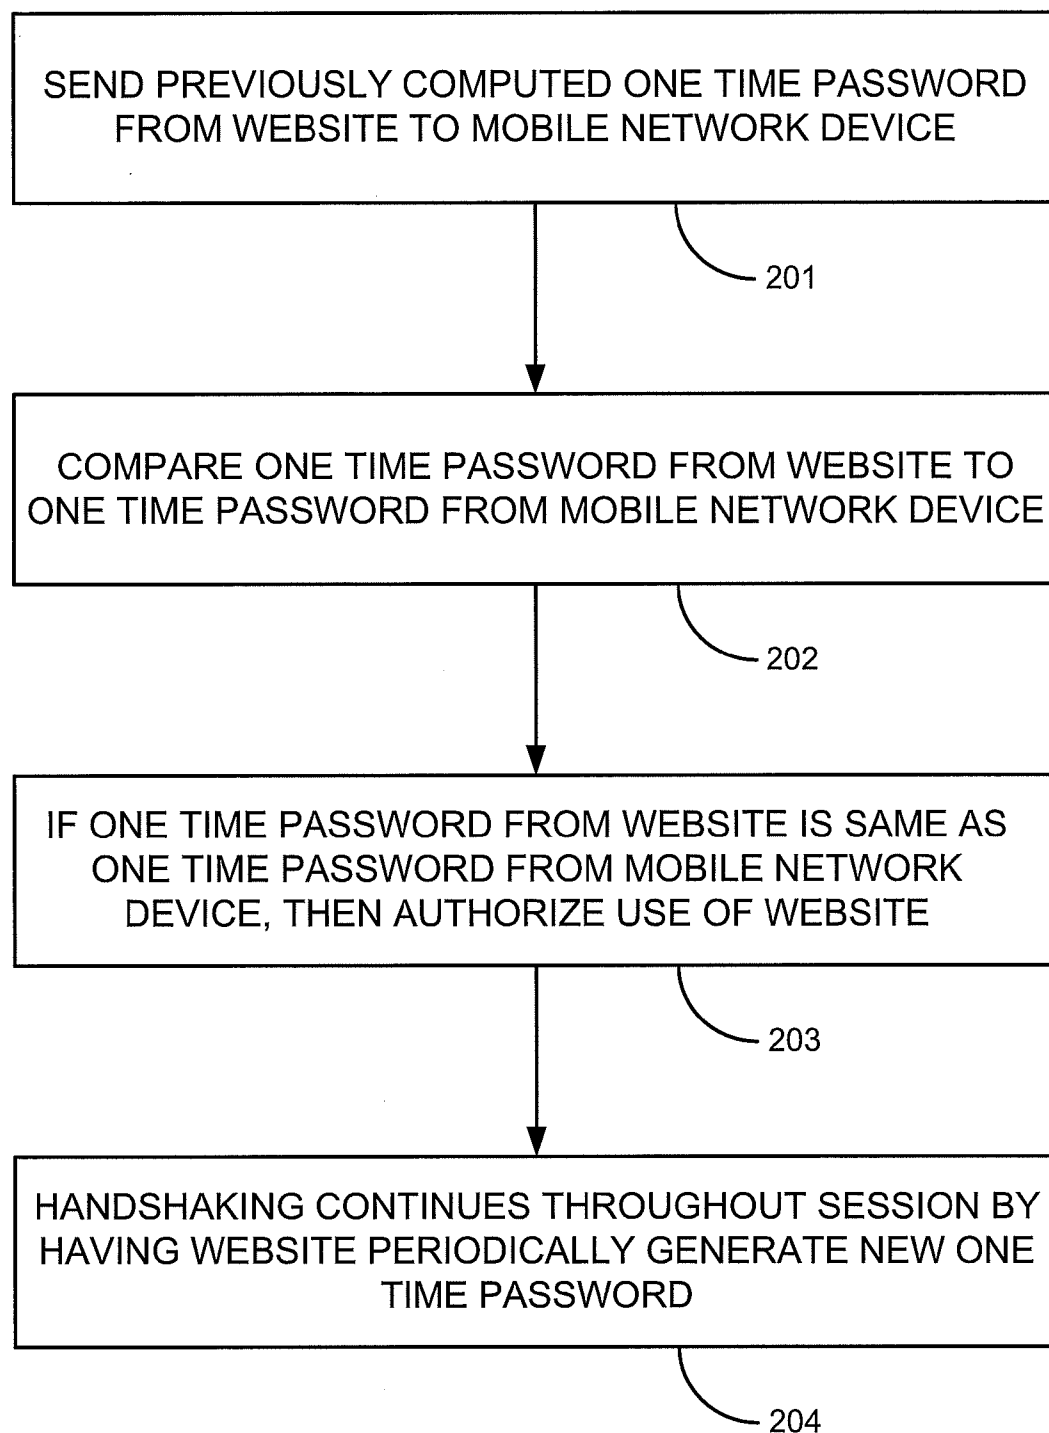 SEND PREVIOUSLY COMPUTED ONE TIME PASSWORD
FROM WEBSITE TO MOBILE NETWORK DEVICE
201
COMPARE ONE TIME PASSWORD FROM WEBSITE TO
ONE TIME PASSWORD FROM MOBILE NETWORK DEVICE
202
IF ONE TIME PASSWORD FROM WEBSITE IS SAME AS
ONE TIME PASSWORD FROM MOBILE NETWORK
DEVICE, THEN AUTHORIZE USE OF WEBSITE
203
HANDSHAKING CONTINUES THROUGHOUT SESSION BY
HAVING WEBSITE PERIODICALLY GENERATE NEW ONE
TIME PASSWORD
204